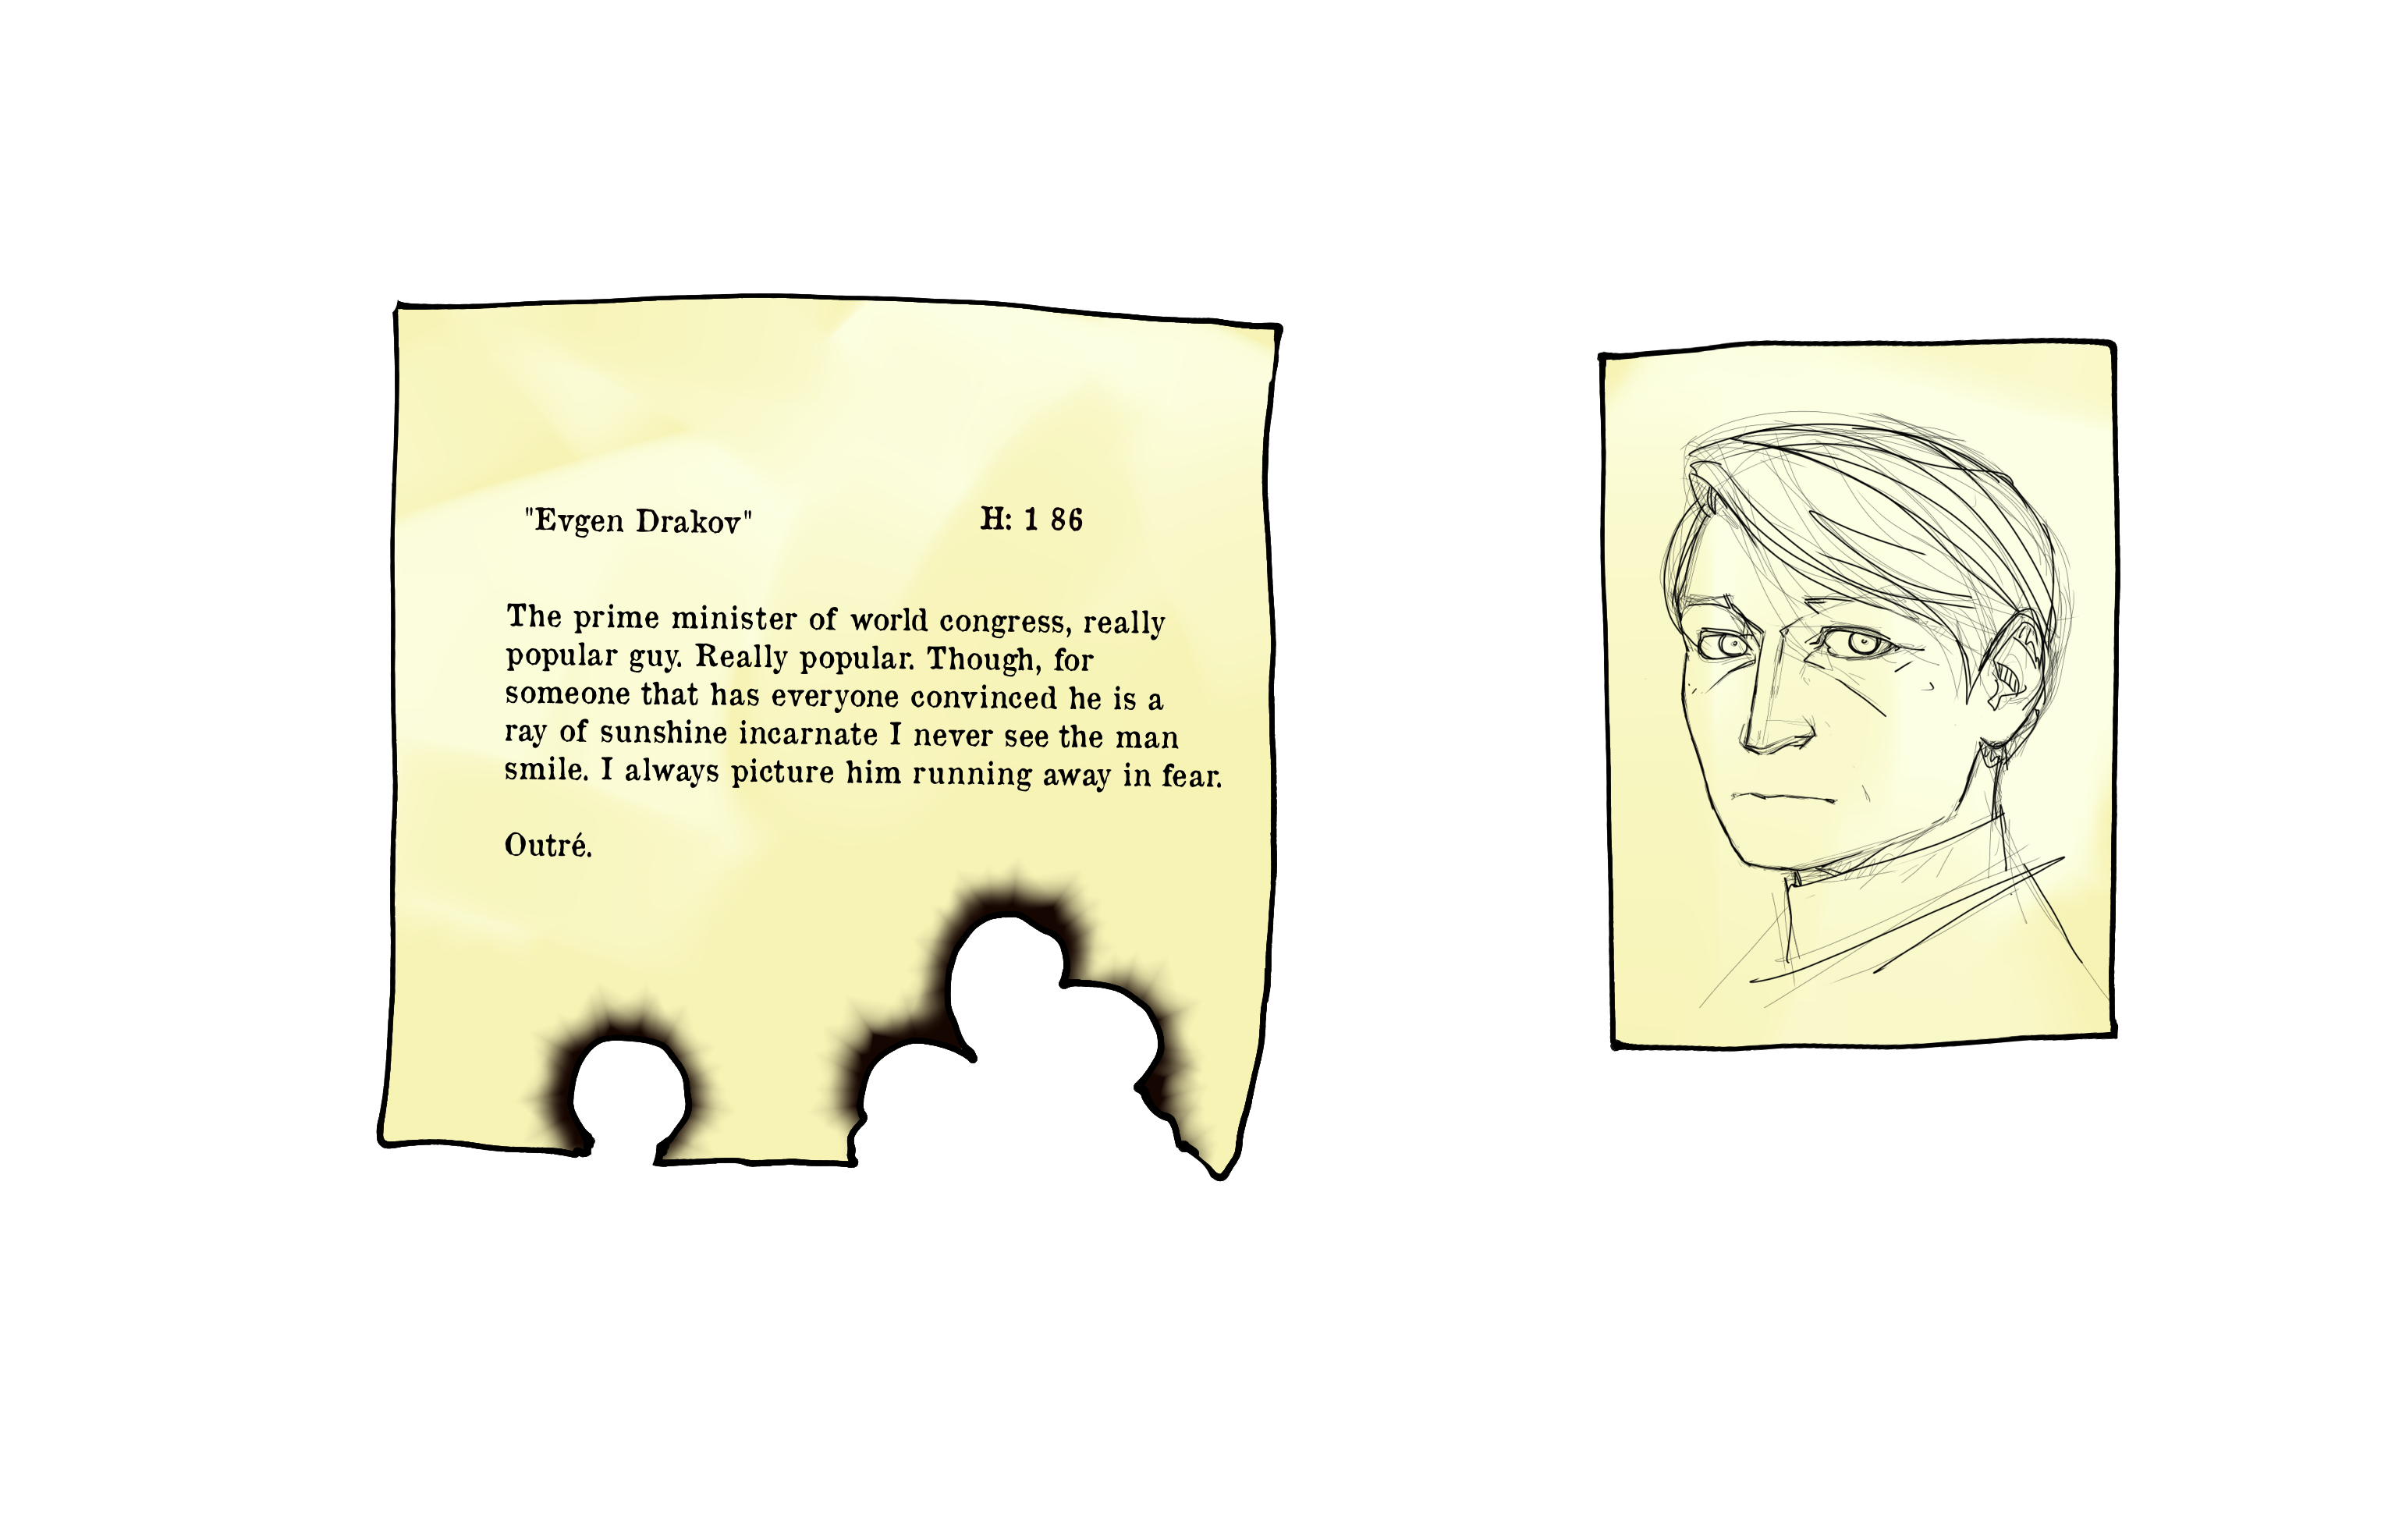 "Evgen Drakov" H: 1 86
The prime minister of world congress, really
popular guy. Really popular. Though, for
someone that has everyone convinced he is a
ray of sunshine incarnate I never see the man
smile. I always picture him running away in fear.
Outré.